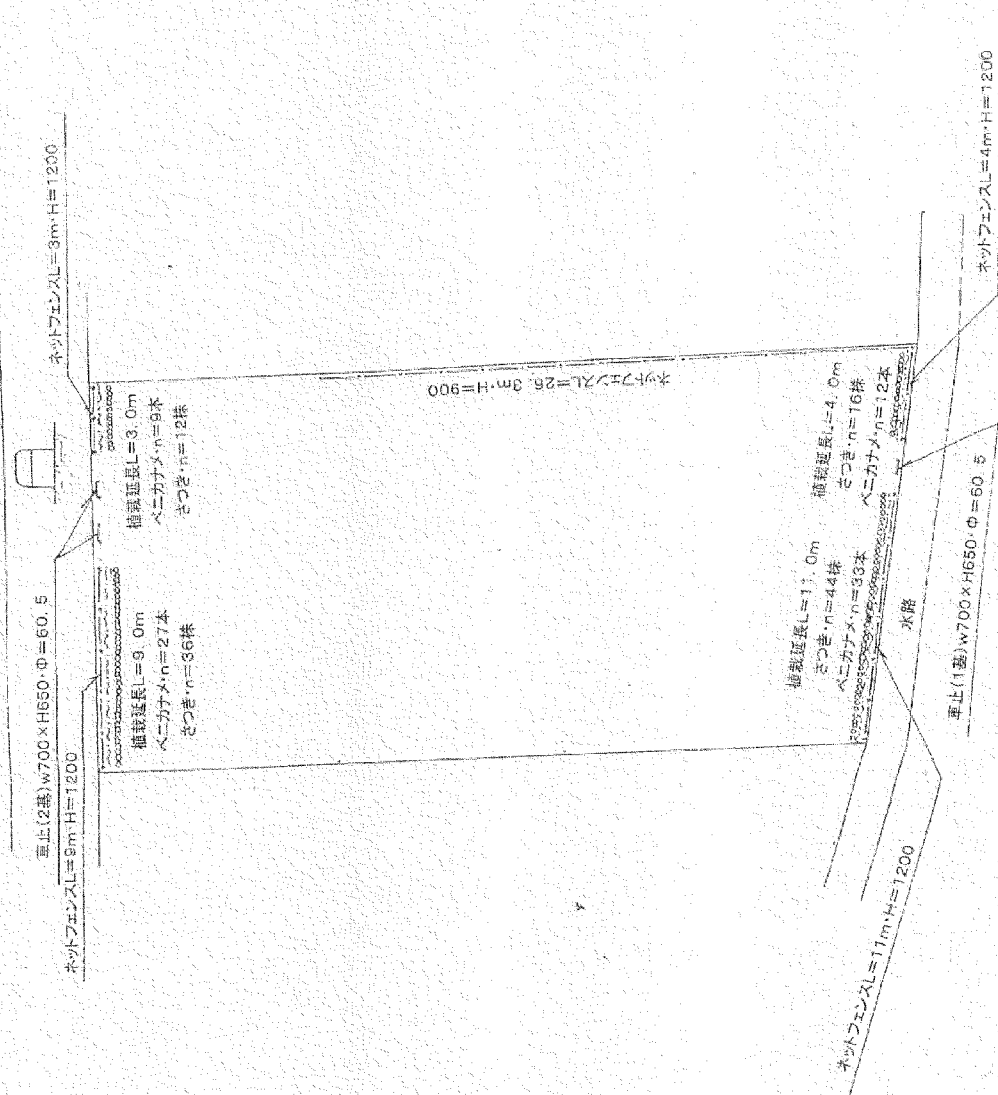 ネットフェンスL=3m・H=1200
車止(2基)w700×H650・Φ=60.5
ネットフェンスL=9m・H=1200
植栽延長L=3.0m
ベニカナメ・n=9本
さつき・n=12株
植栽延長L=9.0m
ベニカナメ・n=27本
さつき・n=36株
ネットフェンスL=26.3m・H=900
植栽延長L=4.0m
さつき・n=16株
ベニカナメ・n=12本
植栽延長L=11.0m
さつき・n=44株
ベニカナメ・n=33本
水路
ネットフェンスL=4m・H=1200
車止(1基)w700×H650・Φ=60.5
ネットフェンスL=11m・H=1200